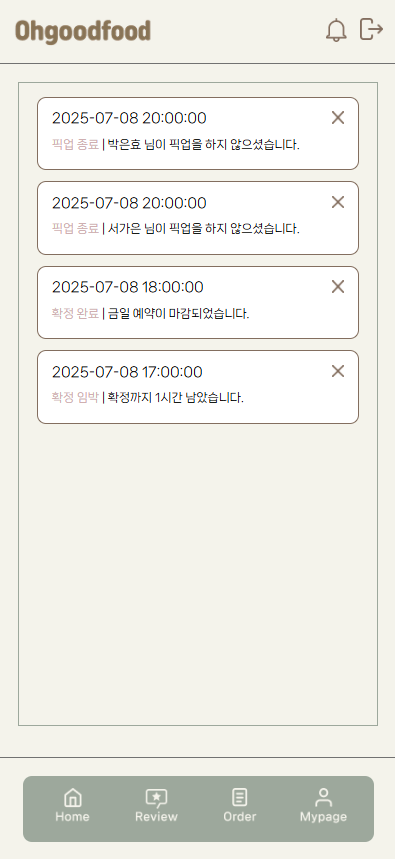 Ohgoodfood
2025-07-08 20:00:00
픽업 종료 | 박은효 님이 픽업을 하지 않으셨습니다.
2025-07-08 20:00:00
픽업 종료 | 서가은 님이 픽업을 하지 않으셨습니다.
2025-07-08 18:00:00
확정 완료 | 금일 예약이 마감되었습니다.
2025-07-08 17:00:00
확정 임박 | 확정까지 1시간 남았습니다.
Home Review Order Mypage